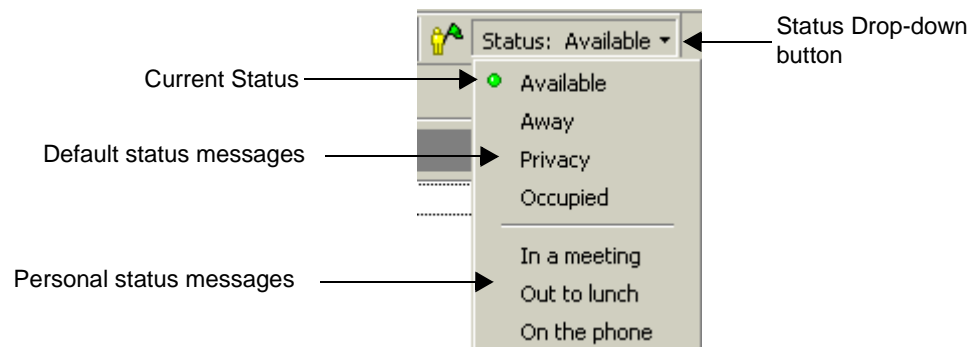 Status: Available
Status Drop-down
button
Current Status
Available
Away
Default status messages
Privacy
Occupied
In a meeting
Personal status messages
Out to lunch
On the phone